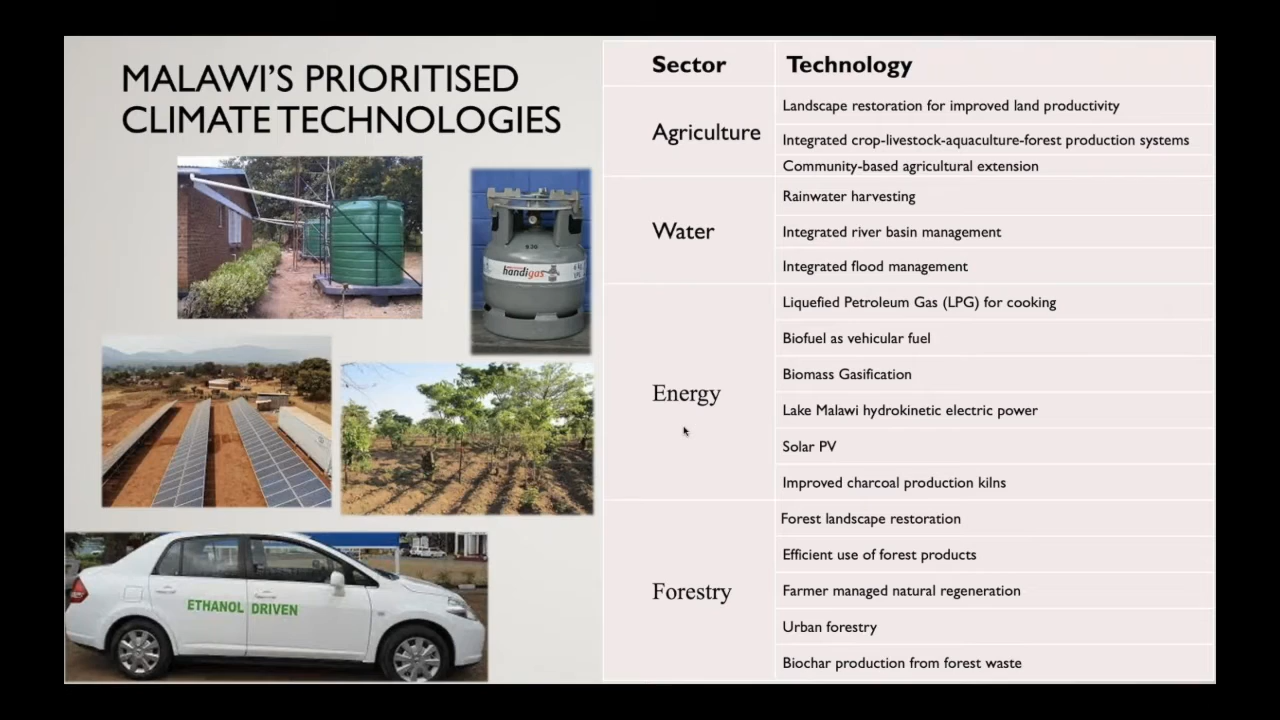 MALAWI'S PRIORITISED
CLIMATE TECHNOLOGIES
930
handigas
ETHANOL DRIVEN
Sector Technology
Agriculture
Landscape restoration for improved land productivity
Integrated crop-livestock-aquaculture-forest production systems
Community-based agricultural extension
Water
Rainwater harvesting
Integrated river basin management
Integrated flood management
Energy
Liquefied Petroleum Gas (LPG) for cooking
Biofuel as vehicular fuel
Biomass Gasification
Lake Malawi hydrokinetic electric power
Solar PV
Improved charcoal production kilns
Forestry
Forest landscape restoration
Efficient use of forest products
Farmer managed natural regeneration
Urban forestry
Biochar production from forest waste